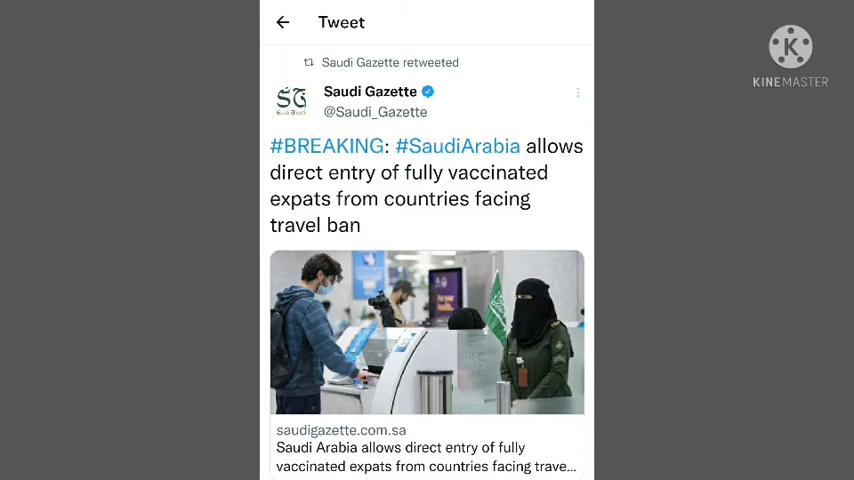 Tweet
Saudi Gazette retweeted
Saudi Gazette
@Saudi_Gazette
#BREAKING: #SaudiArabia allows
direct entry of fully vaccinated
expats from countries facing
travel ban
saudigazette.com.sa
Saudi Arabia allows direct entry of fully
vaccinated expats from countries facing trave...
K
KINEMASTER